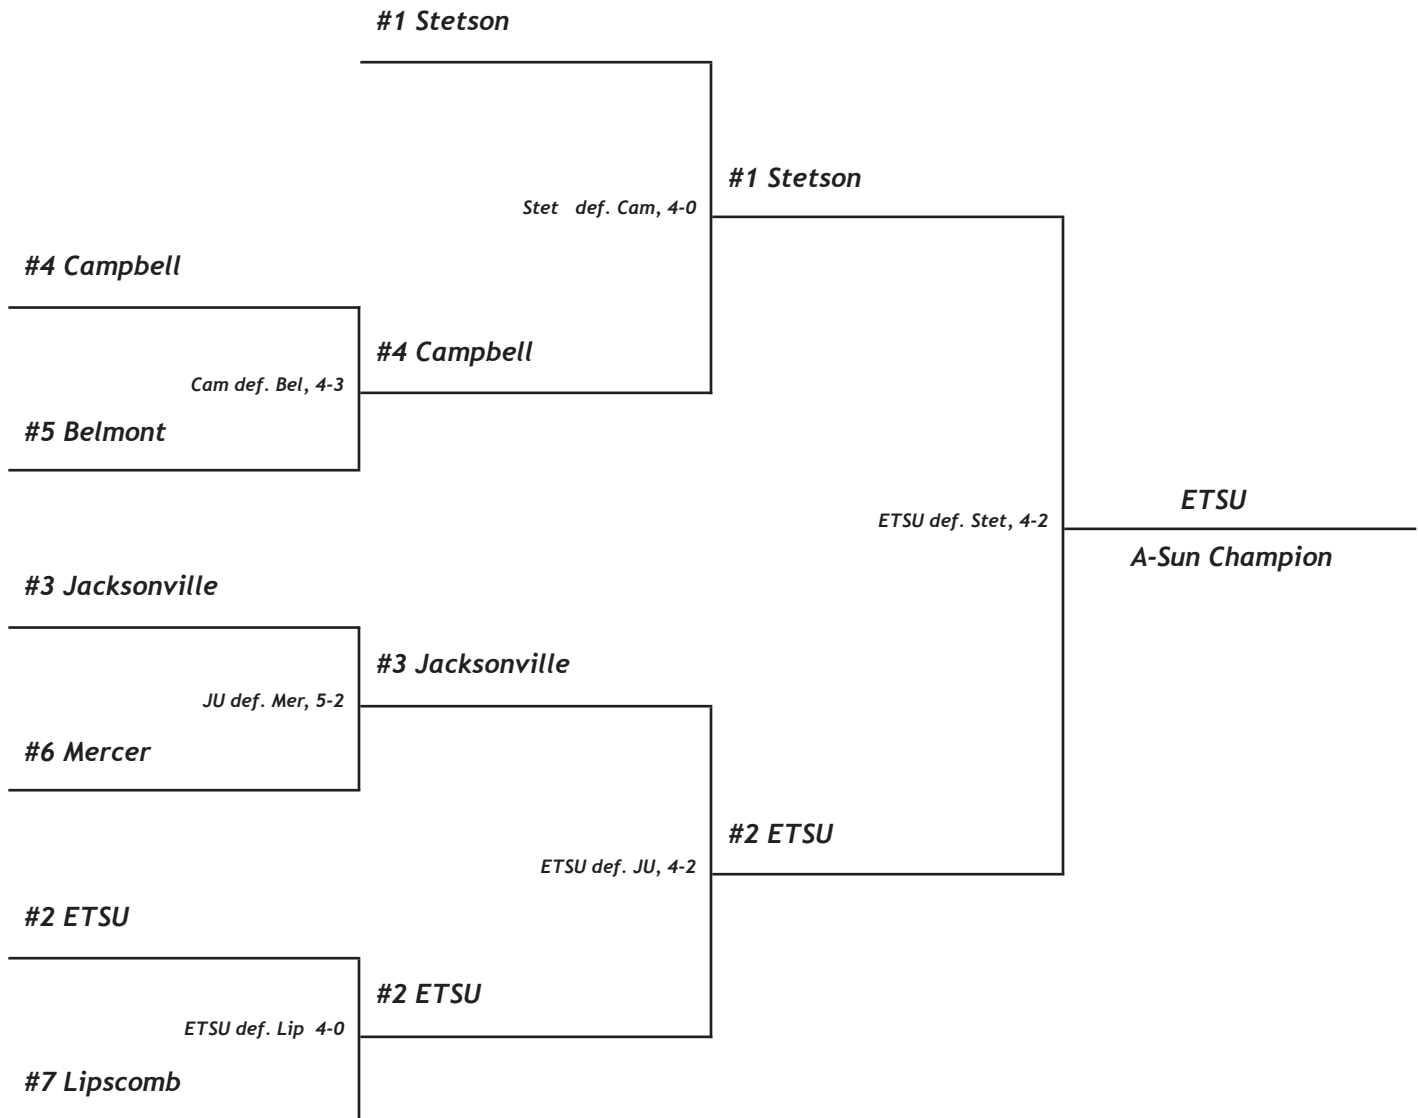 #1 Stetson
#1 Stetson
Stet def. Cam, 4-0
#4 Campbell
#4 Campbell
Cam def. Bel, 4-3
#5 Belmont
ETSU
ETSU def. Stet, 4-2
A-Sun Champion
#3 Jacksonville
#3 Jacksonville
JU def. Mer, 5-2
#6 Mercer
#2 ETSU
ETSU def. JU, 4-2
#2 ETSU
#2 ETSU
ETSU def. Lip 4-0
#7 Lipscomb